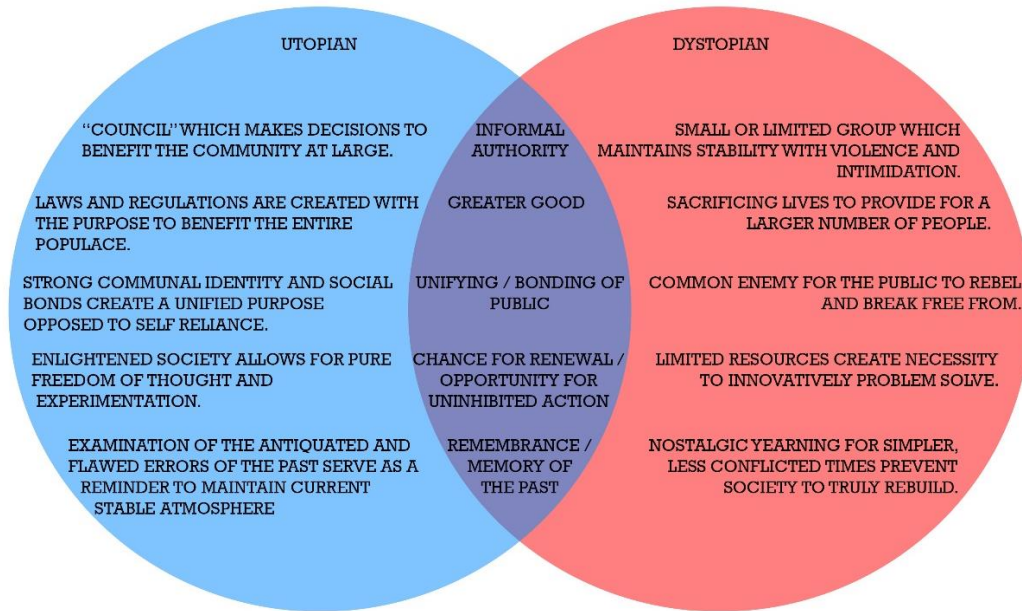 UTOPIAN
DYSTOPIAN
"COUNCIL" WHICH MAKES DECISIONS TO
BENEFIT THE COMMUNITY AT LARGE.
INFORMAL
AUTHORITY
SMALL OR LIMITED GROUP WHICH
MAINTAINS STABILITY WITH VIOLENCE AND
INTIMIDATION.
LAWS AND REGULATIONS ARE CREATED WITH
THE PURPOSE TO BENEFIT THE ENTIRE
POPULACE.
GREATER GOOD
SACRIFICING LIVES TO PROVIDE FOR A
LARGER NUMBER OF PEOPLE.
STRONG COMMUNAL IDENTITY AND SOCIAL
BONDS CREATE A UNIFIED PURPOSE
OPPOSED TO SELF RELIANCE.
UNIFYING / BONDING OF
PUBLIC
COMMON ENEMY FOR THE PUBLIC TO REBEL
AND BREAK FREE FROM.
ENLIGHTENED SOCIETY ALLOWS FOR PURE
FREEDOM OF THOUGHT AND
EXPERIMENTATION.
CHANCE FOR RENEWAL /
OPPORTUNITY FOR
UNINHIBITED ACTION
LIMITED RESOURCES CREATE NECESSITY
TO INNOVATIVELY PROBLEM SOLVE.
EXAMINATION OF THE ANTIQUATED AND
FLAWED ERRORS OF THE PAST SERVE AS A
REMINDER TO MAINTAIN CURRENT
STABLE ATMOSPHERE
REMEMBRANCE /
MEMORY OF
THE PAST
NOSTALGIC YEARNING FOR SIMPLER,
LESS CONFLICTED TIMES PREVENT
SOCIETY TO TRULY REBUILD.